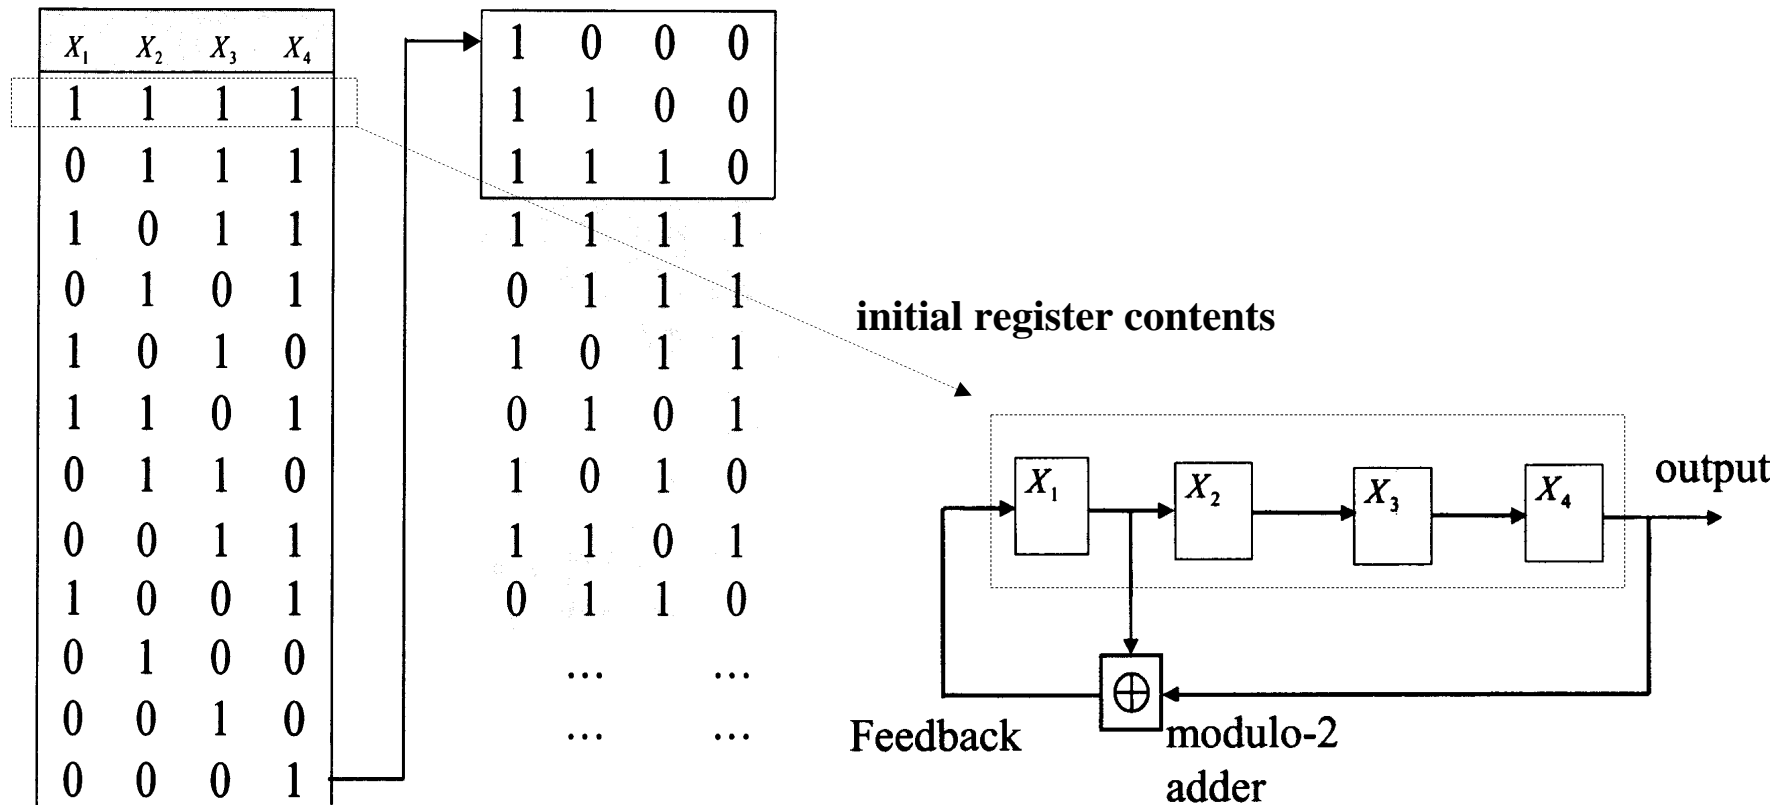 X₁ X₂ X₃ X₄
1 1 1 1
0 1 1 1
1 0 1 1
0 1 0 1
1 0 1 0
1 1 0 1
0 1 1 0
0 0 1 1
1 0 0 1
0 1 0 0
0 0 1 0
0 0 0 1
1 0 0 0
1 1 0 0
1 1 1 0
1 1 1 1
0 1 1 1
1 0 1 1
0 1 0 1
1 0 1 0
1 1 0 1
0 1 1 0
... ...
... ...
initial register contents
X₁ X₂ X₃ X₄
output
⊕
Feedback
modulo-2
adder